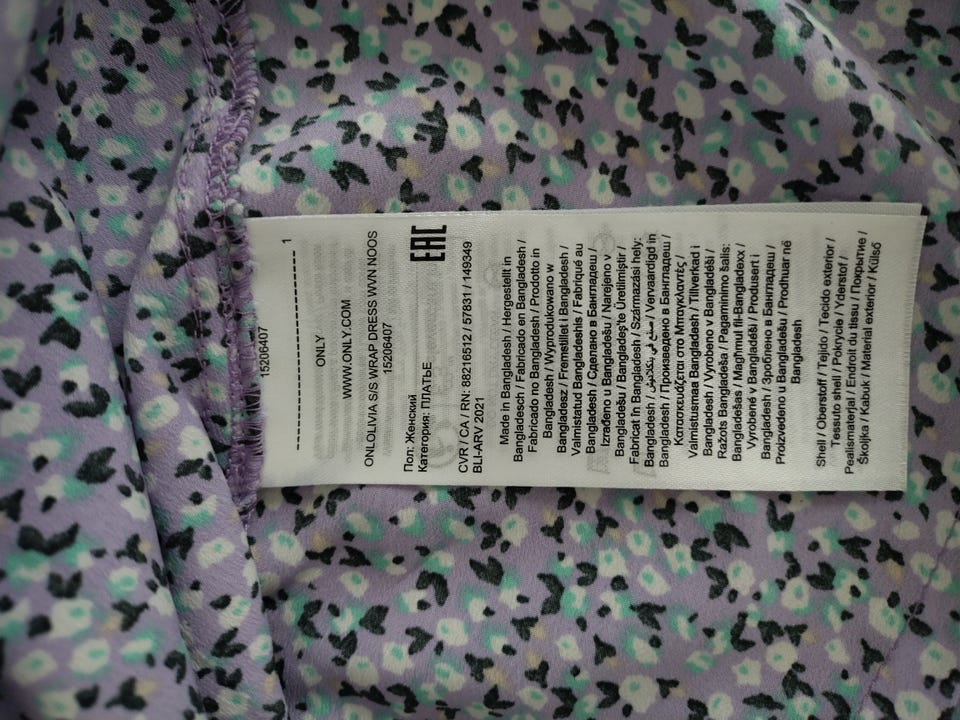 15206407
1
ONLY
WWW.ONLY.COM
ONLOLIVIA S/S WRAP DRESS WVN NOOS
15206407
EAC
Пол: Женский
Категория: ПЛАТЬЕ
CVR / CA / RN: 88216512 / 57831 / 149349
BLI-ARV 2021
Made in Bangladesh / Hergestellt in
Bangladesch / Fabricado en Bangladesh /
Fabricado no Bangladesh / Prodotto in
Bangladesh / Wyprodukowano w
Bangladesz / Fremstillet i Bangladesh /
Valmistatud Bangladeshis / Fabriqué au
Bangladesh / Сделано в Бангладеш /
Izrađeno u Bangladešu / Narejeno v
Bangladešu / Bangladeş'te Üretilmiştir /
Fabricat în Bangladesh / Származási hely:
Bangladesh / صنع في بنغلاديش / Vervaardigd in
Bangladesh / Произведено в Бангладеш /
Κατασκευάζεται στο Μπαγκλαντές /
Valmistusmaa Bangladesh / Tillverkad i
Bangladesh / Vyrobeno v Bangladéši /
Ražots Bangladeša / Pagaminimo šalis:
Bangladešas / Magħmul fil-Bangladexx /
Vyrobené v Bangladéši / Produsert i
Bangladesh / Зроблено в Бангладеш /
Proizvedeno u Bangladešu / Prodhuar në
Bangladesh
Shell / Oberstoff / Tejido / Tecido exterior /
Tessuto shell / Pokrycie / Yderstof /
Pealismaterjal / Endroit du tissu / Покрытие /
Školjka / Kabuk / Material exterior / Külső